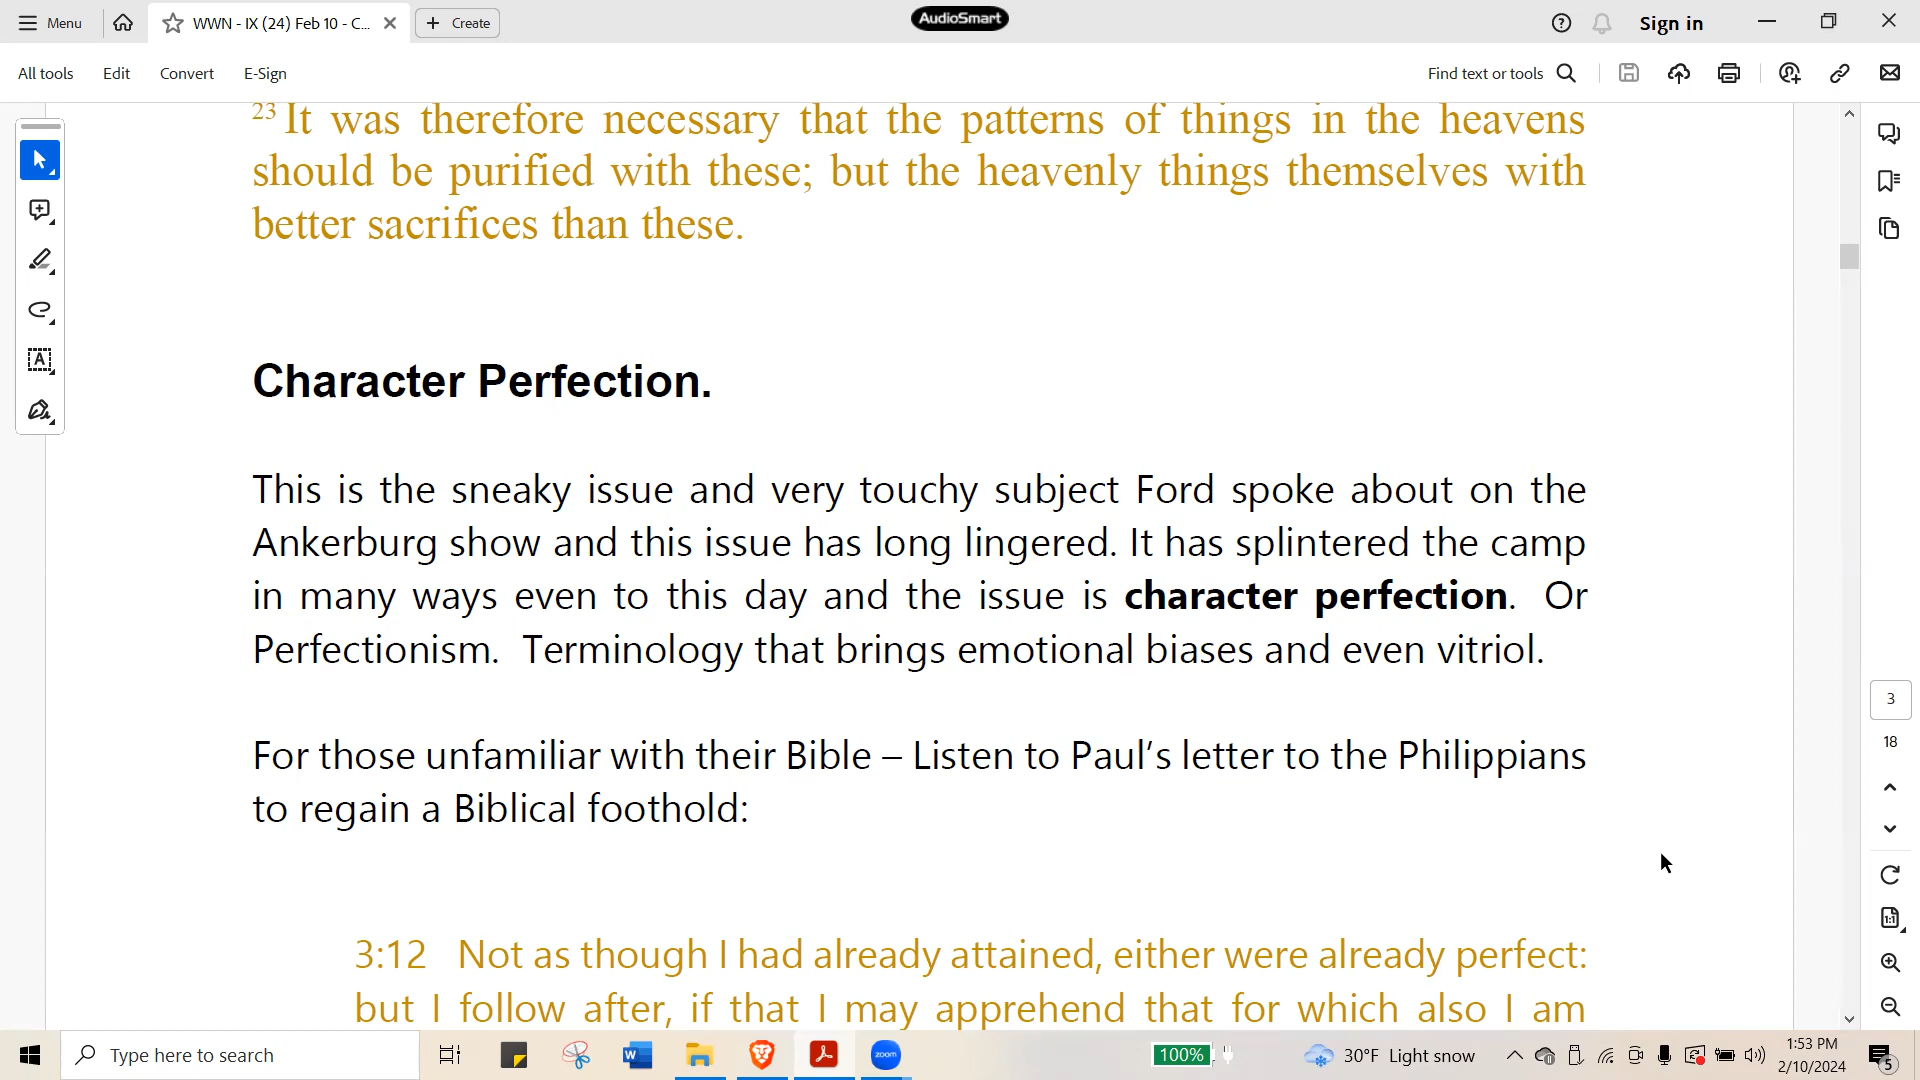 Menu
WWN - IX (24) Feb 10 - C...
Create
AudioSmart
Sign in
All tools
Edit
Convert
E-Sign
Find text or tools
23 It was therefore necessary that the patterns of things in the heavens
should be purified with these; but the heavenly things themselves with
better sacrifices than these.
Character Perfection.
This is the sneaky issue and very touchy subject Ford spoke about on the
Ankerburg show and this issue has long lingered. It has splintered the camp
in many ways even to this day and the issue is character perfection. Or
Perfectionism. Terminology that brings emotional biases and even vitriol.
For those unfamiliar with their Bible – Listen to Paul's letter to the Philippians
to regain a Biblical foothold:
3:12 Not as though I had already attained, either were already perfect:
but I follow after, if that I may apprehend that for which also I am
3
18
Type here to search
zoom
100%
30°F Light snow
1:53 PM
2/10/2024
5